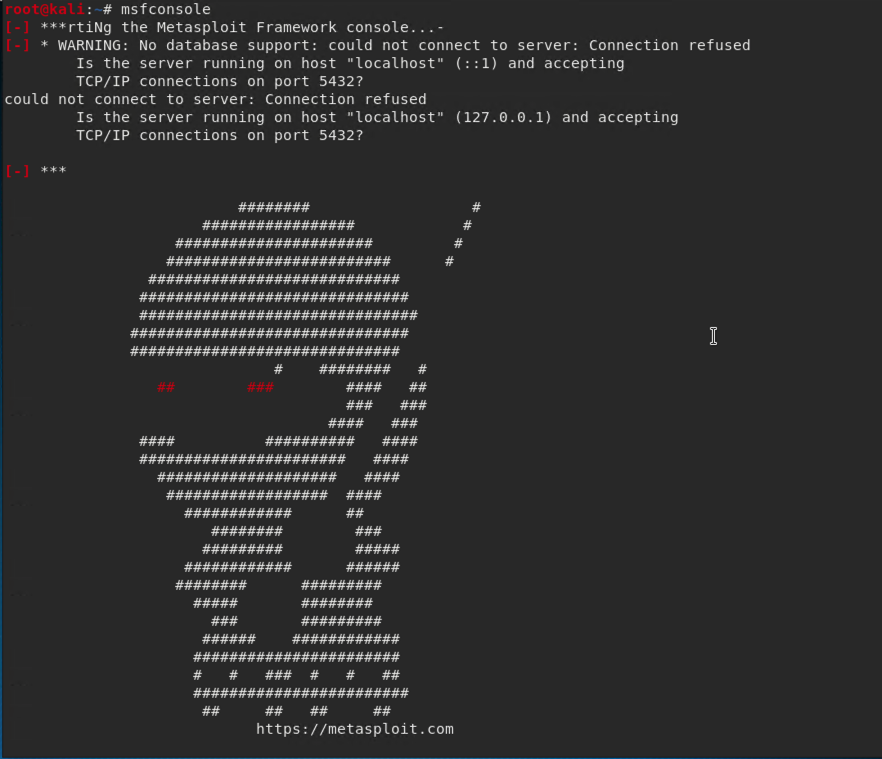 root@kali:~# msfconsole
[-] ***rtiNg the Metasploit Framework console...-
[-] * WARNING: No database support: could not connect to server: Connection refused
        Is the server running on host "localhost" (::1) and accepting
        TCP/IP connections on port 5432?
could not connect to server: Connection refused
        Is the server running on host "localhost" (127.0.0.1) and accepting
        TCP/IP connections on port 5432?
[-] ***
                          ########                  #
                      #################            #
                   ######################         #
                  #########################      #
                ############################
               ##############################
               ###############################
              ###############################
              ##############################
                              #    ########   #
                 ##        ###        ####   ##
                                      ###   ###
                                    ####   ###
               ####          ##########   ####
               #######################   ####
                 ####################   ####
                  ##################  ####
                    ############      ##
                       ########        ###
                      #########        #####
                    ############      ######
                   ########      #########
                     #####       ########
                       ###       #########
                      ######    ############
                     #######################
                     #   #   ###  #   #   ##
                     ########################
                      ##     ##   ##     ##
                            https://metasploit.com